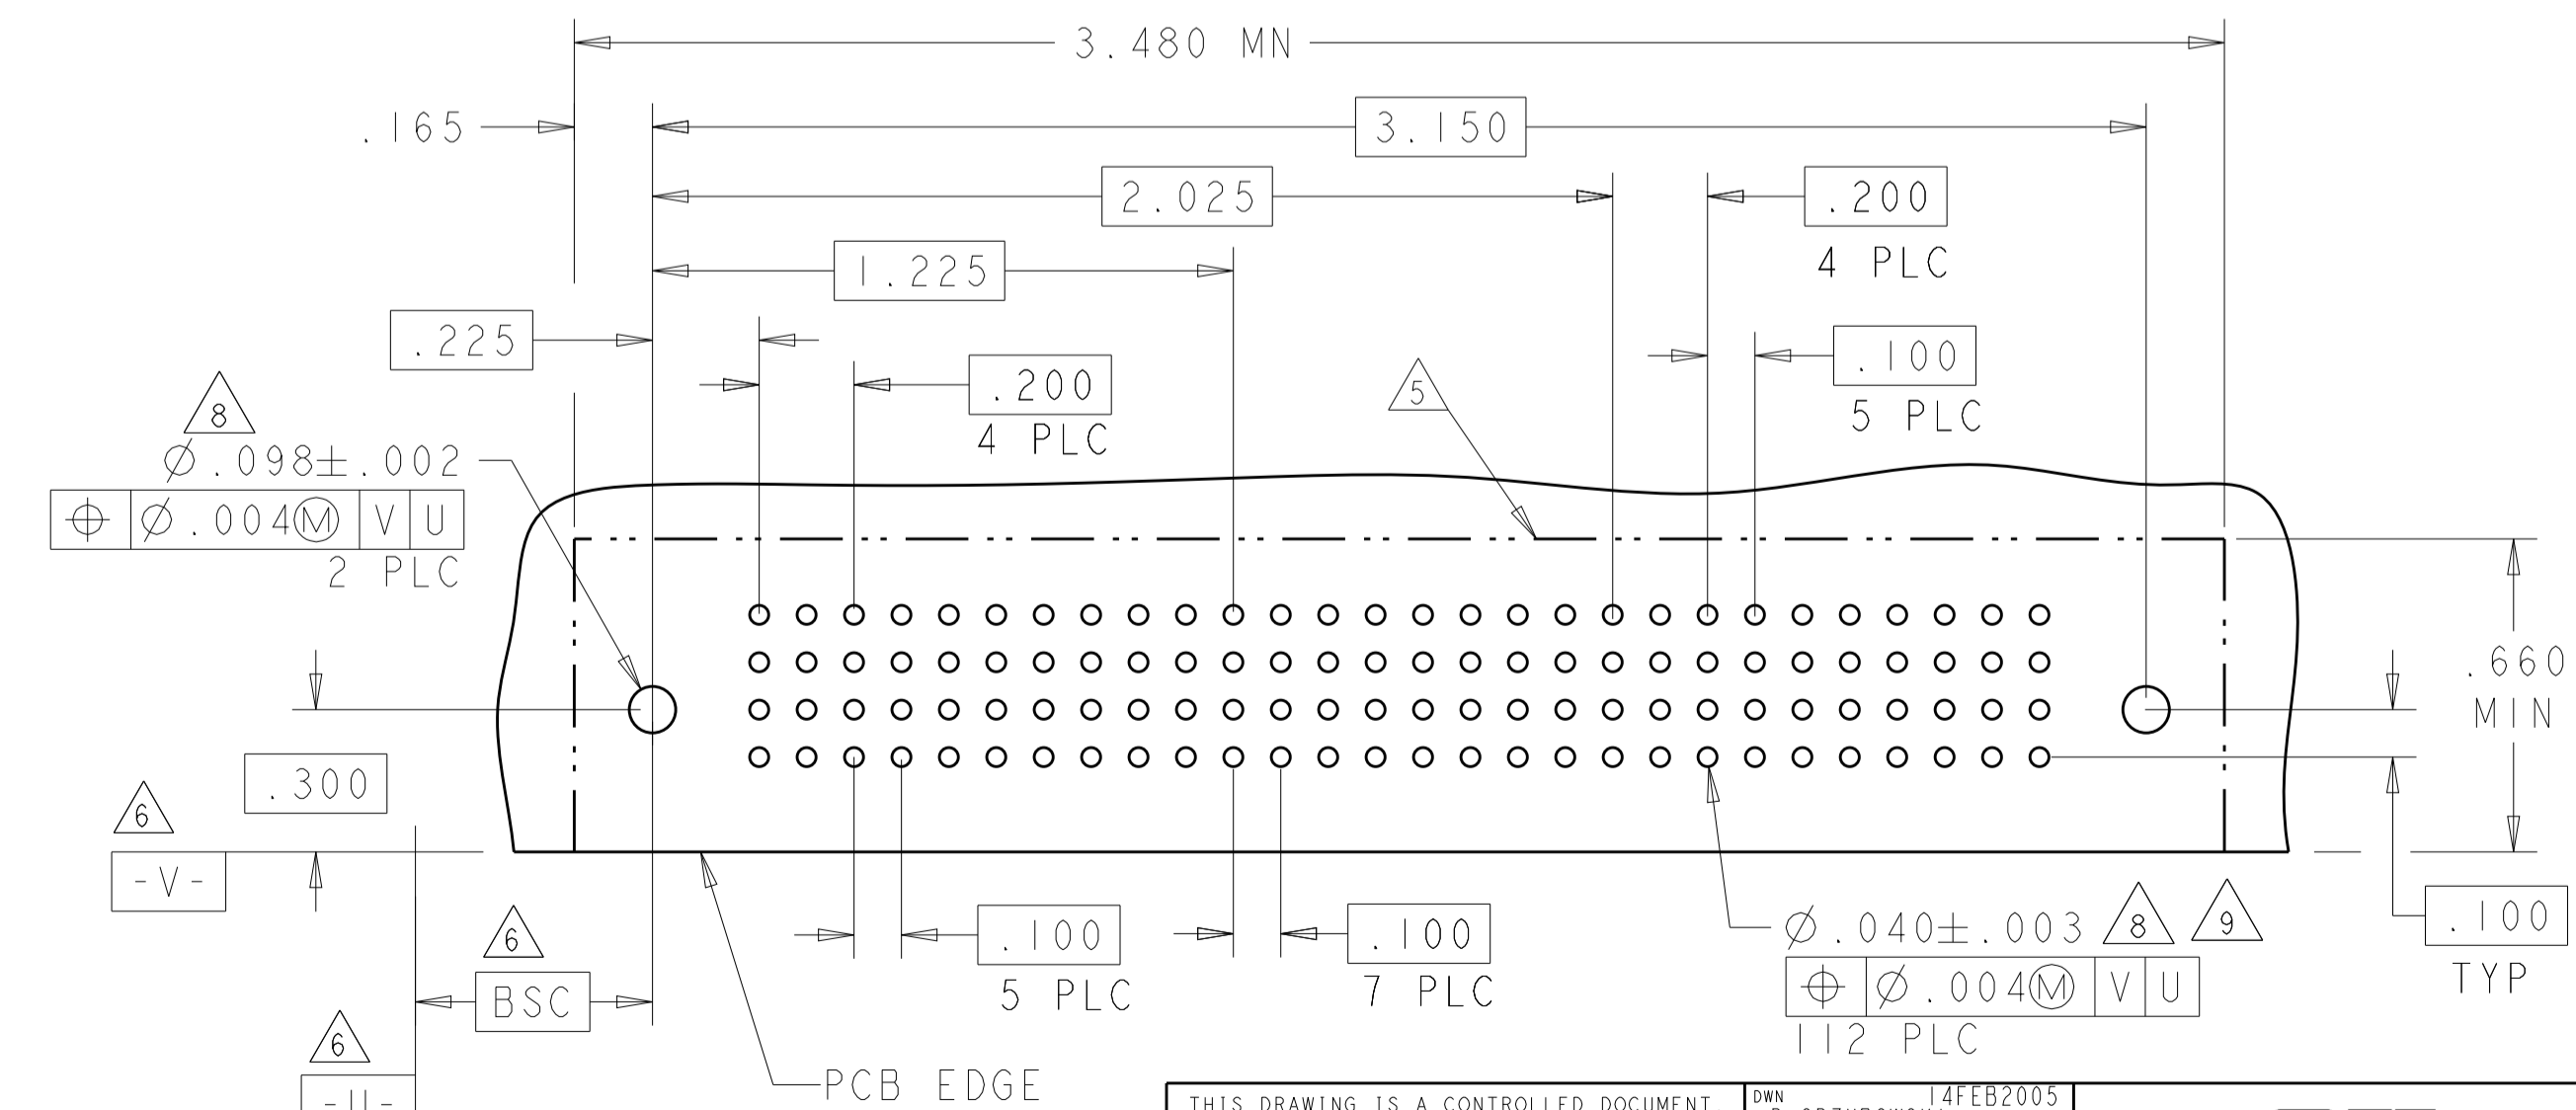 3.480 MN
.165
3.150
2.025
.200
4 PLC
1.225
.225
.100
5 PLC
.200
4 PLC
5
8
Ø.098±.002
⌖ Ø.004Ⓜ V U
2 PLC
.660
MIN
.300
6
-V-
6
BSC
.100
5 PLC
.100
7 PLC
Ø.040±.003 8 9
⌖ Ø.004Ⓜ V U
112 PLC
.100
TYP
6
-U-
PCB EDGE
THIS DRAWING IS A CONTROLLED DOCUMENT.
DWN 14FEB2005